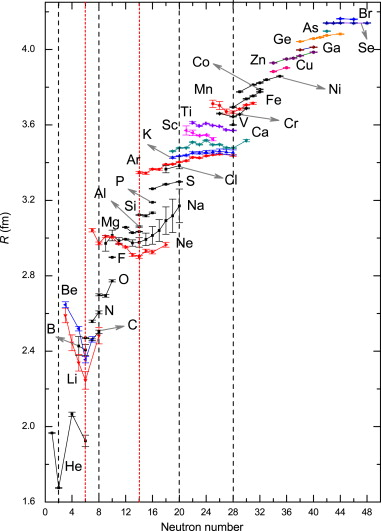 Br
As
4.0
Ge
Ga
Se
Co
Zn
Cu
Mn
Ni
Ti
Fe
3.6
Sc
K
V
Cr
Ar
Ca
P
Al
Cl
S
3.2
Si
Na
Mg
R (fm)
F
Ne
2.8
O
Be
N
B
C
2.4
Li
2.0
He
1.6
0 4 8 12 16 20 24 28 32 36 40 44 48
Neutron number